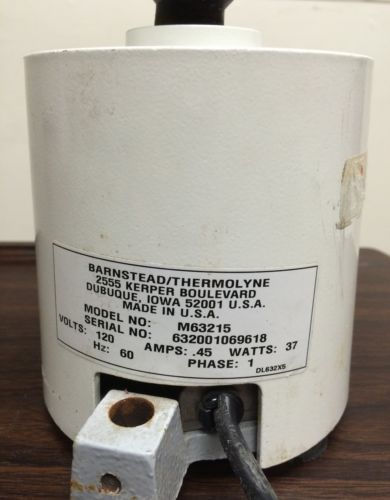 BARNSTEAD/THERMOLYNE
2555 KERPER BOULEVARD
DUBUQUE, IOWA 52001 U.S.A.
MADE IN U.S.A.
MODEL NO: M63215
SERIAL NO: 632001069618
VOLTS: 120 AMPS: .45 WATTS: 37
Hz: 60 PHASE: 1
DL632X5